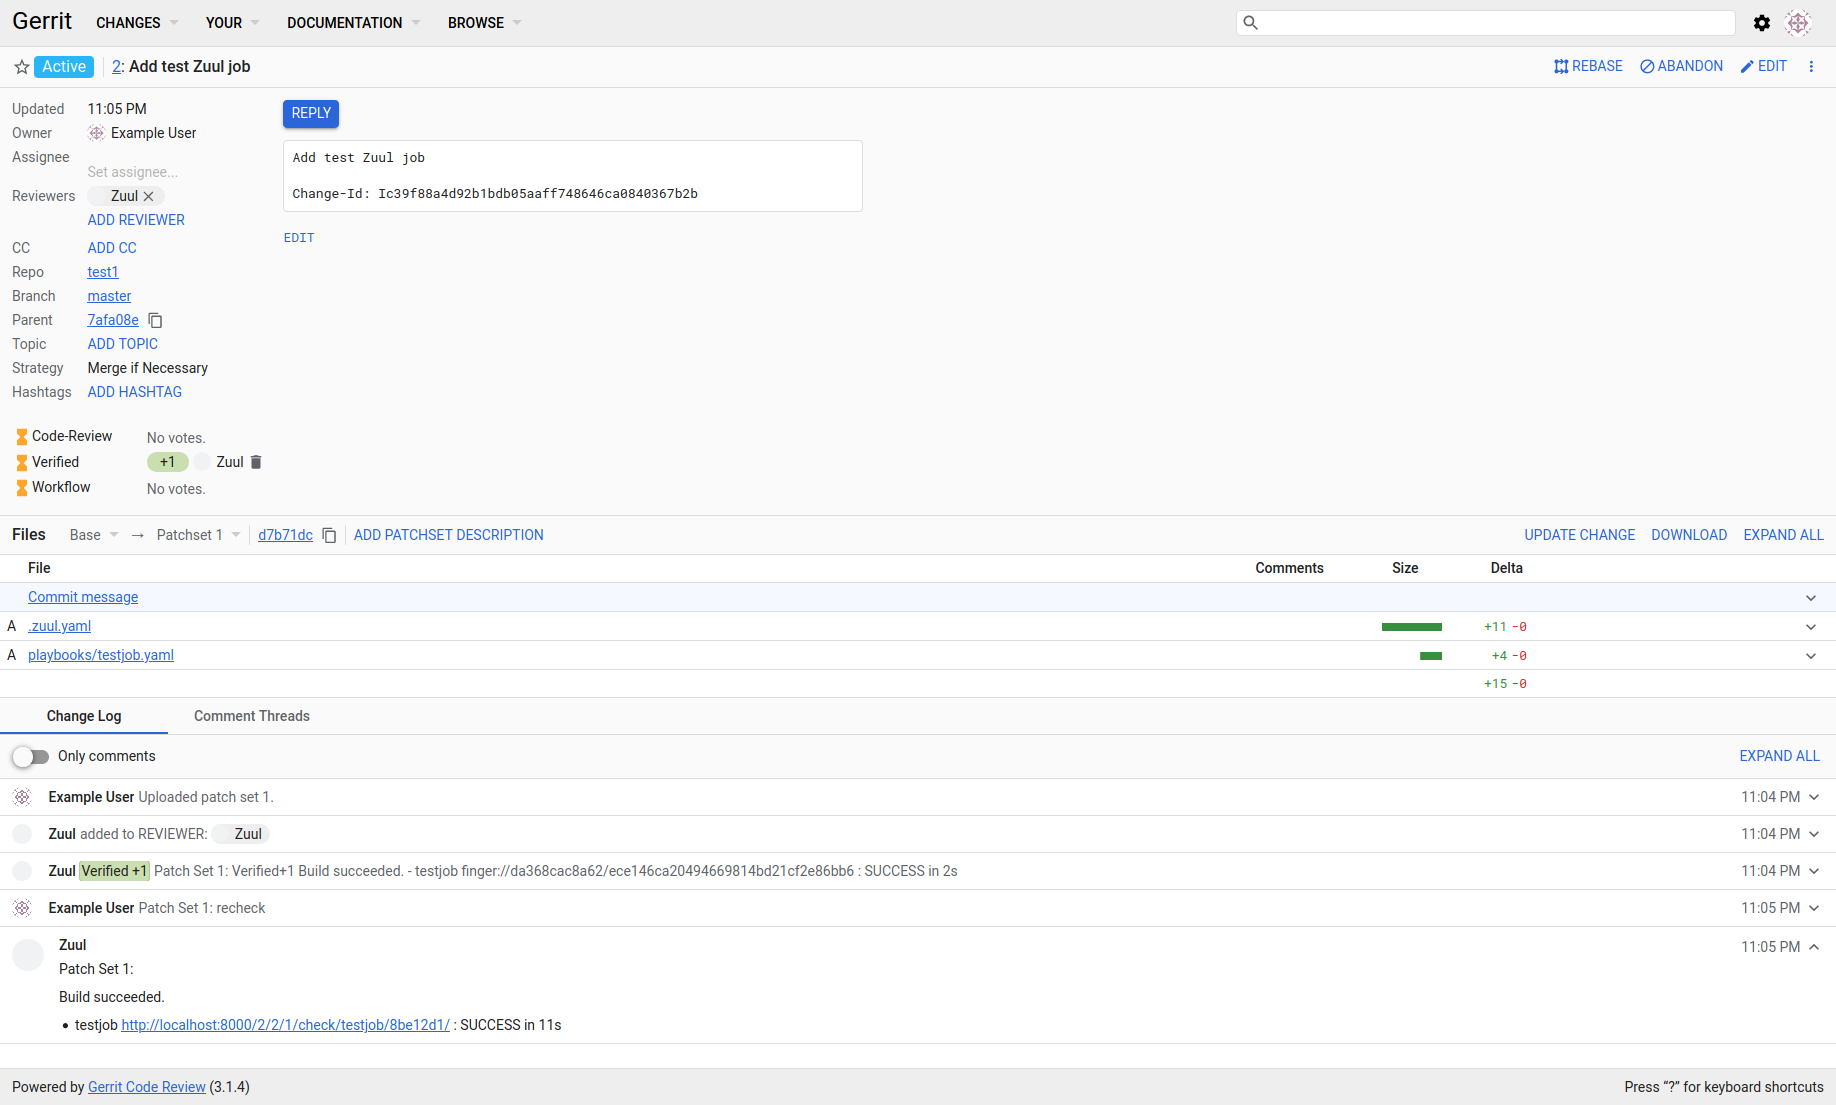 Gerrit CHANGES YOUR DOCUMENTATION BROWSE
Active 2: Add test Zuul job REBASE ABANDON EDIT
Updated 11:05 PM
Owner Example User
Assignee
Set assignee...
Reviewers Zuul
ADD REVIEWER
CC ADD CC
Repo test1
Branch master
Parent 7afa08e
Topic ADD TOPIC
Strategy Merge if Necessary
Hashtags ADD HASHTAG
REPLY
Add test Zuul job
Change-Id: Ic39f88a4d92b1bdb05aaff748646ca0840367b2b
EDIT
Code-Review No votes.
Verified +1 Zuul
Workflow No votes.
Files Base → Patchset 1 d7b71dc ADD PATCHSET DESCRIPTION UPDATE CHANGE DOWNLOAD EXPAND ALL
File Comments Size Delta
Commit message
A .zuul.yaml +11 -0
A playbooks/testjob.yaml +4 -0
+15 -0
Change Log Comment Threads
Only comments EXPAND ALL
Example User Uploaded patch set 1. 11:04 PM
Zuul added to REVIEWER: Zuul 11:04 PM
Zuul Verified +1 Patch Set 1: Verified+1 Build succeeded. - testjob finger://da368cac8a62/ece146ca20494669814bd21cf2e86bb6 : SUCCESS in 2s 11:04 PM
Example User Patch Set 1: recheck 11:05 PM
Zuul 11:05 PM
Patch Set 1:
Build succeeded.
• testjob http://localhost:8000/2/2/1/check/testjob/8be12d1/ : SUCCESS in 11s
Powered by Gerrit Code Review (3.1.4) Press “?” for keyboard shortcuts